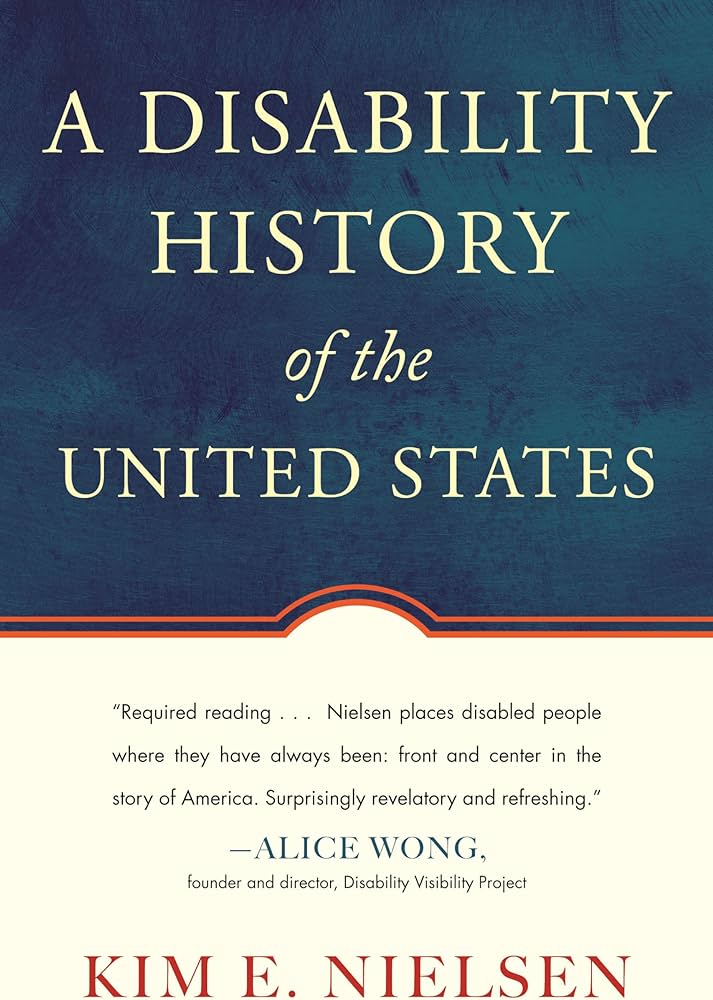 A DISABILITY
HISTORY
of the
UNITED STATES
“Required reading . . . Nielsen places disabled people
where they have always been: front and center in the
story of America. Surprisingly revelatory and refreshing.”
—ALICE WONG,
founder and director, Disability Visibility Project
KIM E. NIELSEN